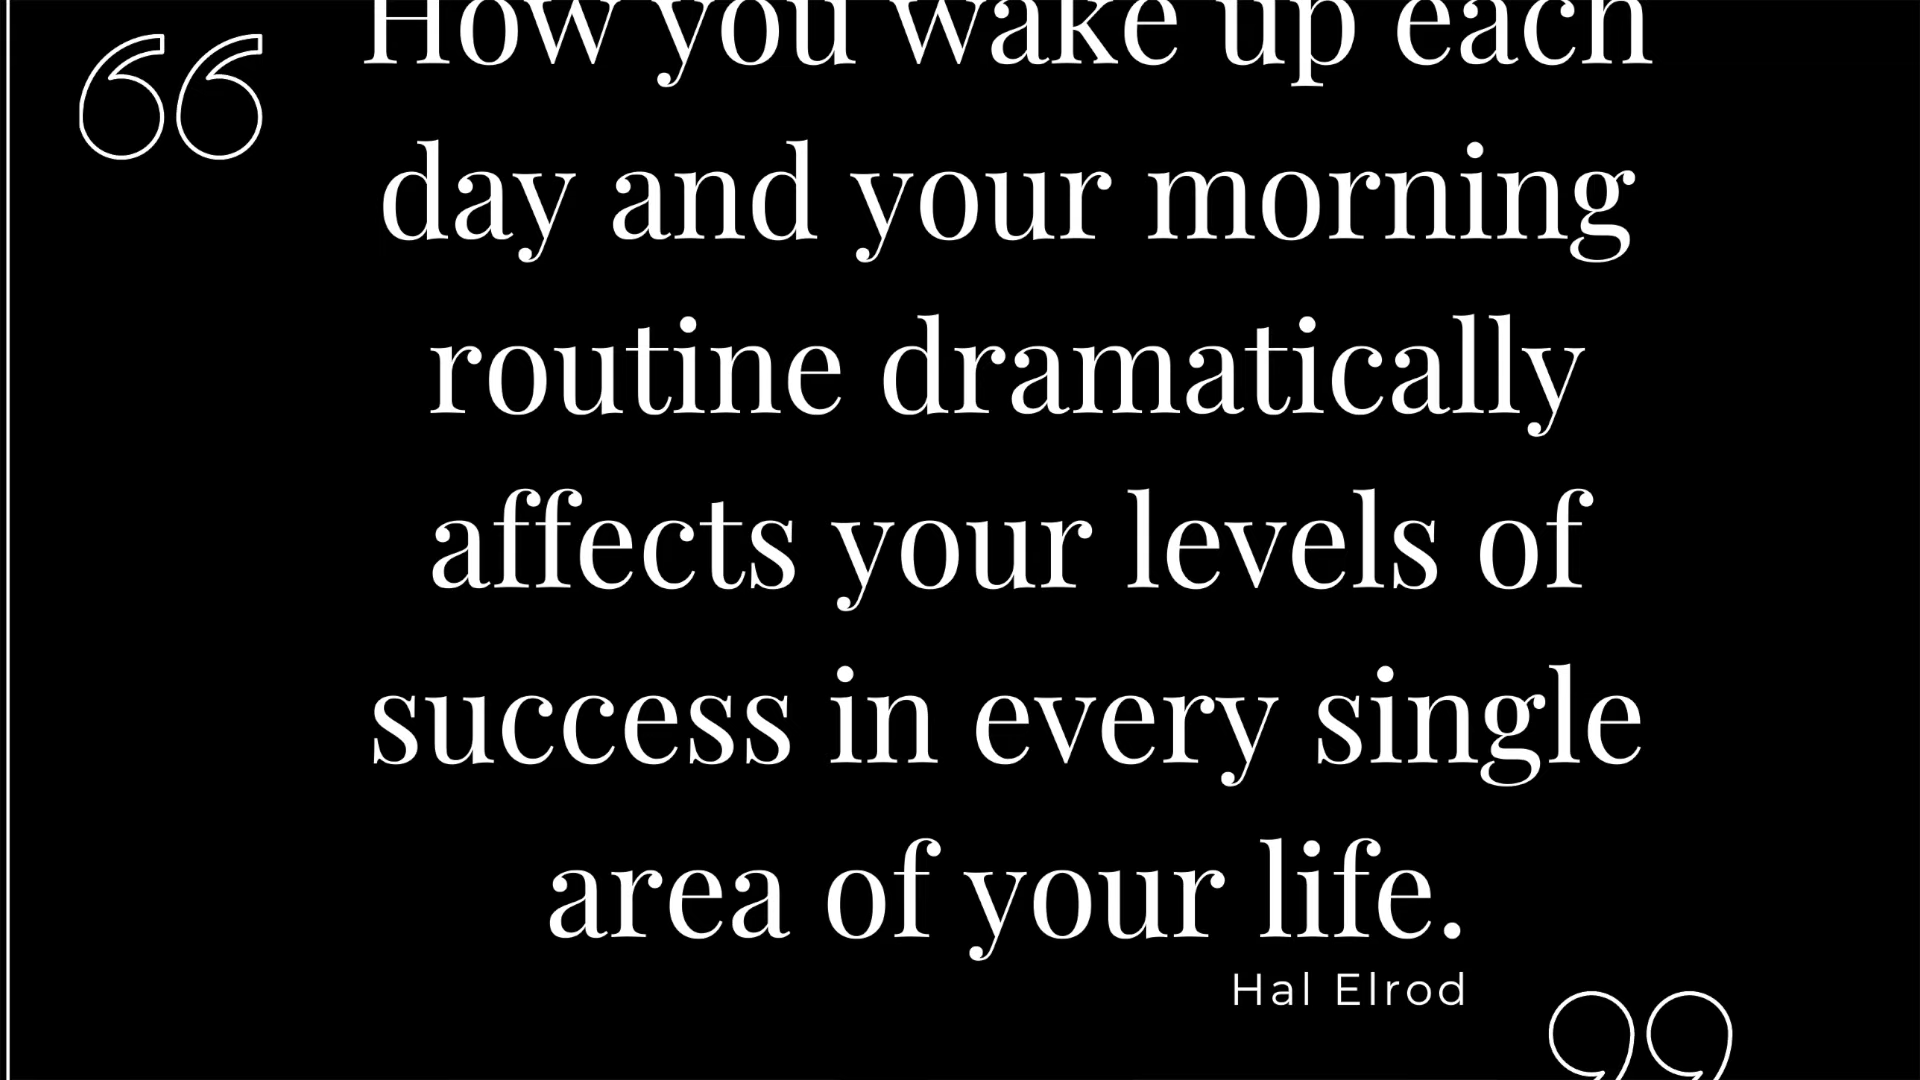 How you wake up each
day and your morning
routine dramatically
affects your levels of
success in every single
area of your life.
Hal Elrod